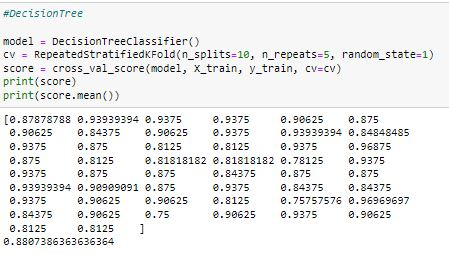 #DecisionTree
model = DecisionTreeClassifier()
cv = RepeatedStratifiedKFold(n_splits=10, n_repeats=5, random_state=1)
score = cross_val_score(model, X_train, y_train, cv=cv)
print(score)
print(score.mean())
[0.87878788 0.93939394 0.9375 0.9375 0.90625 0.875
0.90625 0.84375 0.90625 0.9375 0.93939394 0.84848485
0.9375 0.875 0.8125 0.8125 0.9375 0.96875
0.875 0.8125 0.81818182 0.81818182 0.78125 0.9375
0.9375 0.875 0.875 0.84375 0.875 0.875
0.93939394 0.90909091 0.875 0.9375 0.84375 0.84375
0.9375 0.90625 0.90625 0.8125 0.75757576 0.96969697
0.84375 0.90625 0.75 0.90625 0.9375 0.90625
0.8125 0.8125 ]
0.8807386363636364